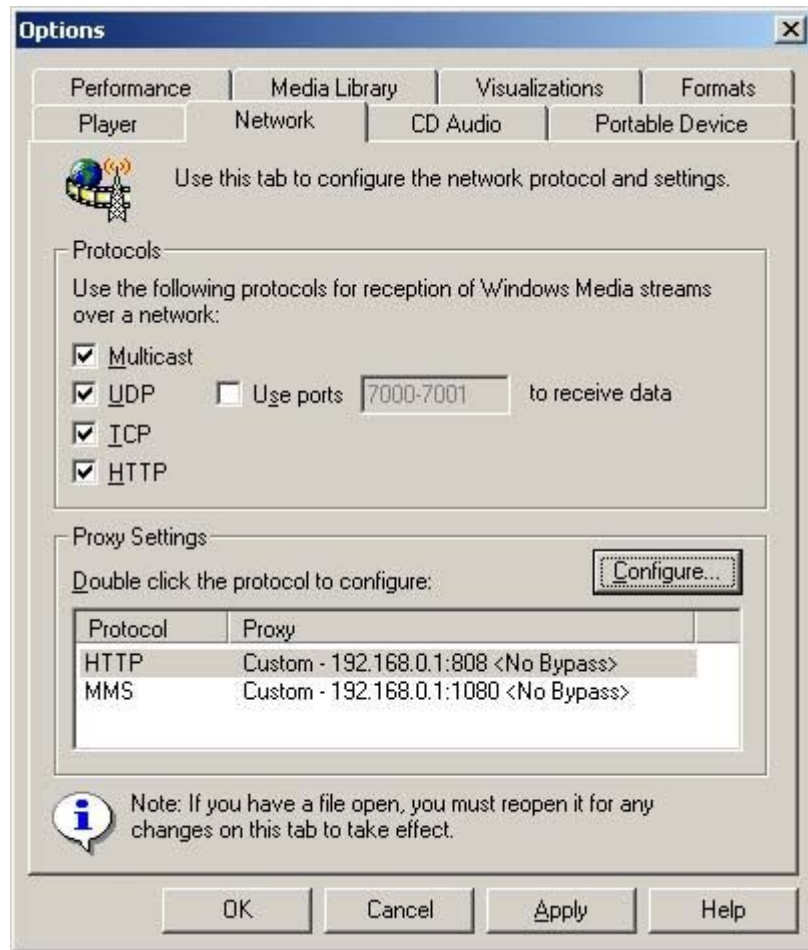 Options
Performance Media Library Visualizations Formats
Player Network CD Audio Portable Device
Use this tab to configure the network protocol and settings.
Protocols
Use the following protocols for reception of Windows Media streams
over a network:
Multicast
UDP Use ports 7000-7001 to receive data
TCP
HTTP
Proxy Settings
Double click the protocol to configure: Configure...
Protocol Proxy
HTTP Custom - 192.168.0.1:808 <No Bypass>
MMS Custom - 192.168.0.1:1080 <No Bypass>
Note: If you have a file open, you must reopen it for any
changes on this tab to take effect.
OK Cancel Apply Help